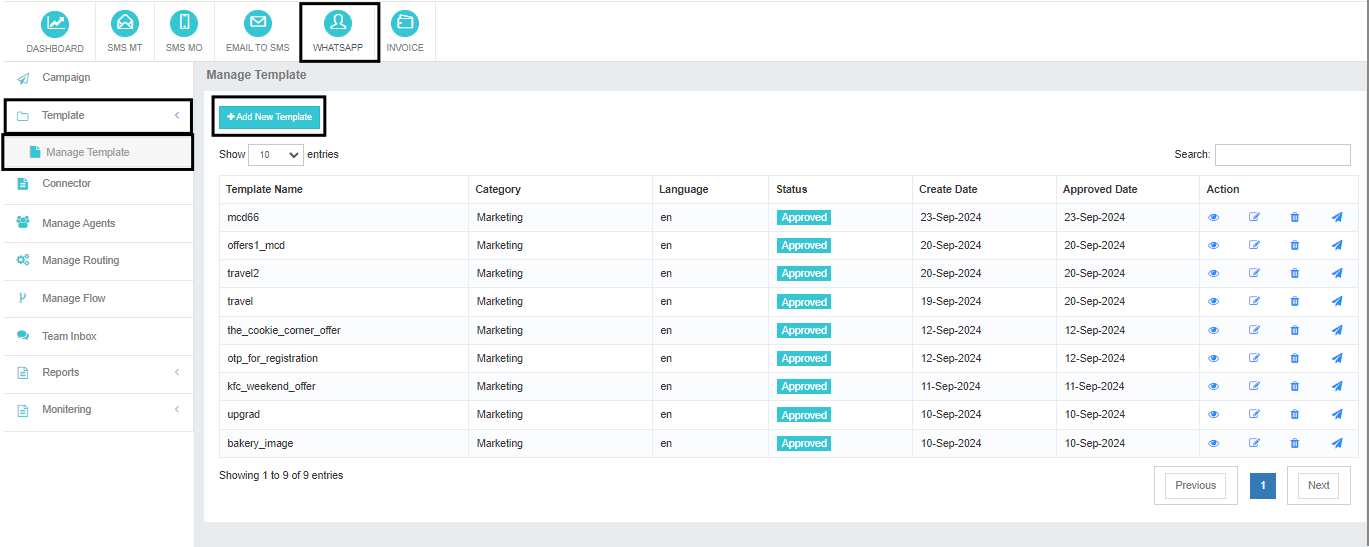 DASHBOARD SMS MT SMS MO EMAIL TO SMS WHATSAPP INVOICE
Campaign
Template
Manage Template
Connector
Manage Agents
Manage Routing
Manage Flow
Team Inbox
Reports
Monitering
Manage Template
Add New Template
Show 10 entries Search:
Template Name Category Language Status Create Date Approved Date Action
mcd66 Marketing en Approved 23-Sep-2024 23-Sep-2024
offers1_mcd Marketing en Approved 20-Sep-2024 20-Sep-2024
travel2 Marketing en Approved 20-Sep-2024 20-Sep-2024
travel Marketing en Approved 19-Sep-2024 20-Sep-2024
the_cookie_corner_offer Marketing en Approved 12-Sep-2024 12-Sep-2024
otp_for_registration Marketing en Approved 12-Sep-2024 12-Sep-2024
kfc_weekend_offer Marketing en Approved 11-Sep-2024 11-Sep-2024
upgrad Marketing en Approved 10-Sep-2024 10-Sep-2024
bakery_image Marketing en Approved 10-Sep-2024 10-Sep-2024
Showing 1 to 9 of 9 entries
Previous 1 Next